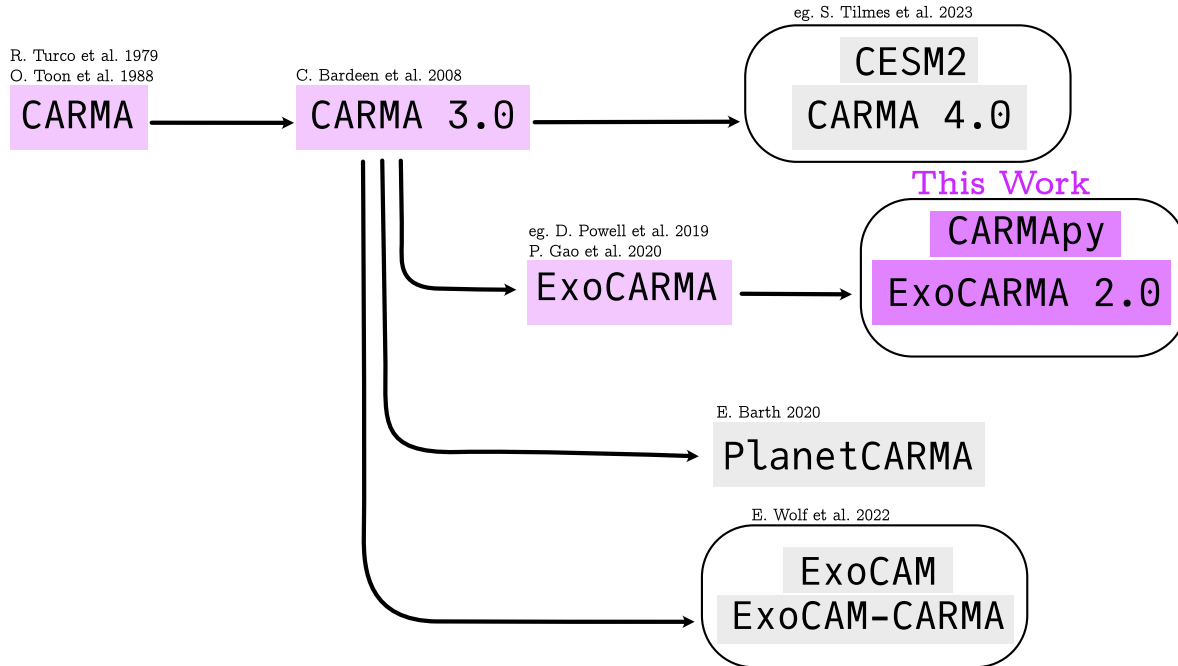 eg. S. Tilmes et al. 2023
CESM2
CARMA 4.0
R. Turco et al. 1979
O. Toon et al. 1988
CARMA
C. Bardeen et al. 2008
CARMA 3.0
This Work
CARMApy
ExoCARMA 2.0
eg. D. Powell et al. 2019
P. Gao et al. 2020
ExoCARMA
E. Barth 2020
PlanetCARMA
E. Wolf et al. 2022
ExoCAM
ExoCAM-CARMA